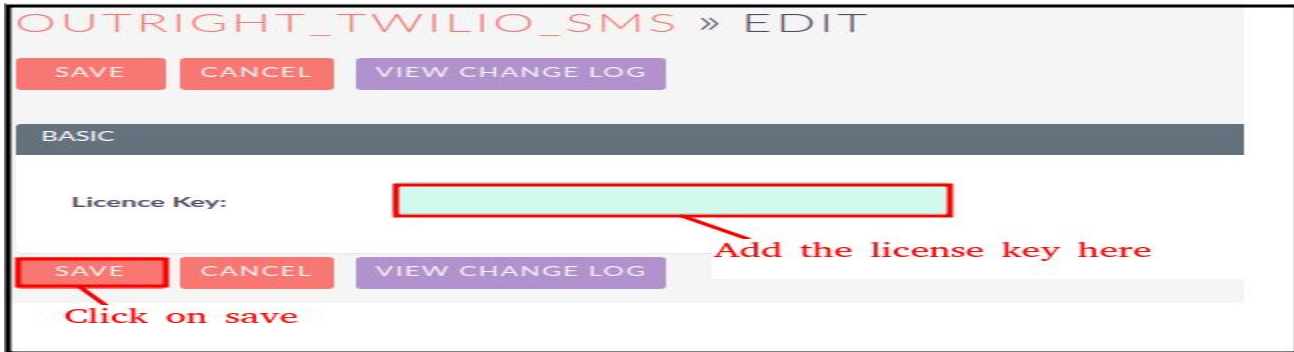 OUTRIGHT_TWILIO_SMS » EDIT
SAVE CANCEL VIEW CHANGE LOG
BASIC
Licence Key:
Add the license key here
SAVE CANCEL VIEW CHANGE LOG
Click on save